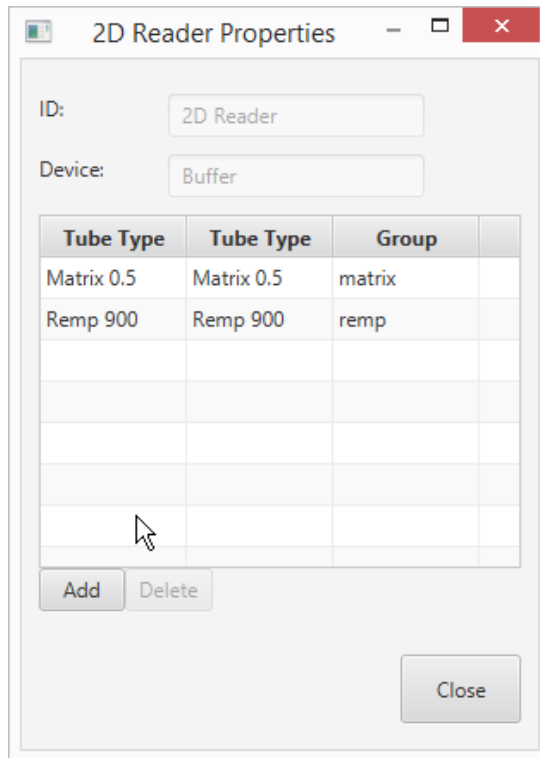 2D Reader Properties
ID: 2D Reader
Device: Buffer
Tube Type Tube Type Group
Matrix 0.5 Matrix 0.5 matrix
Remp 900 Remp 900 remp
Add Delete
Close